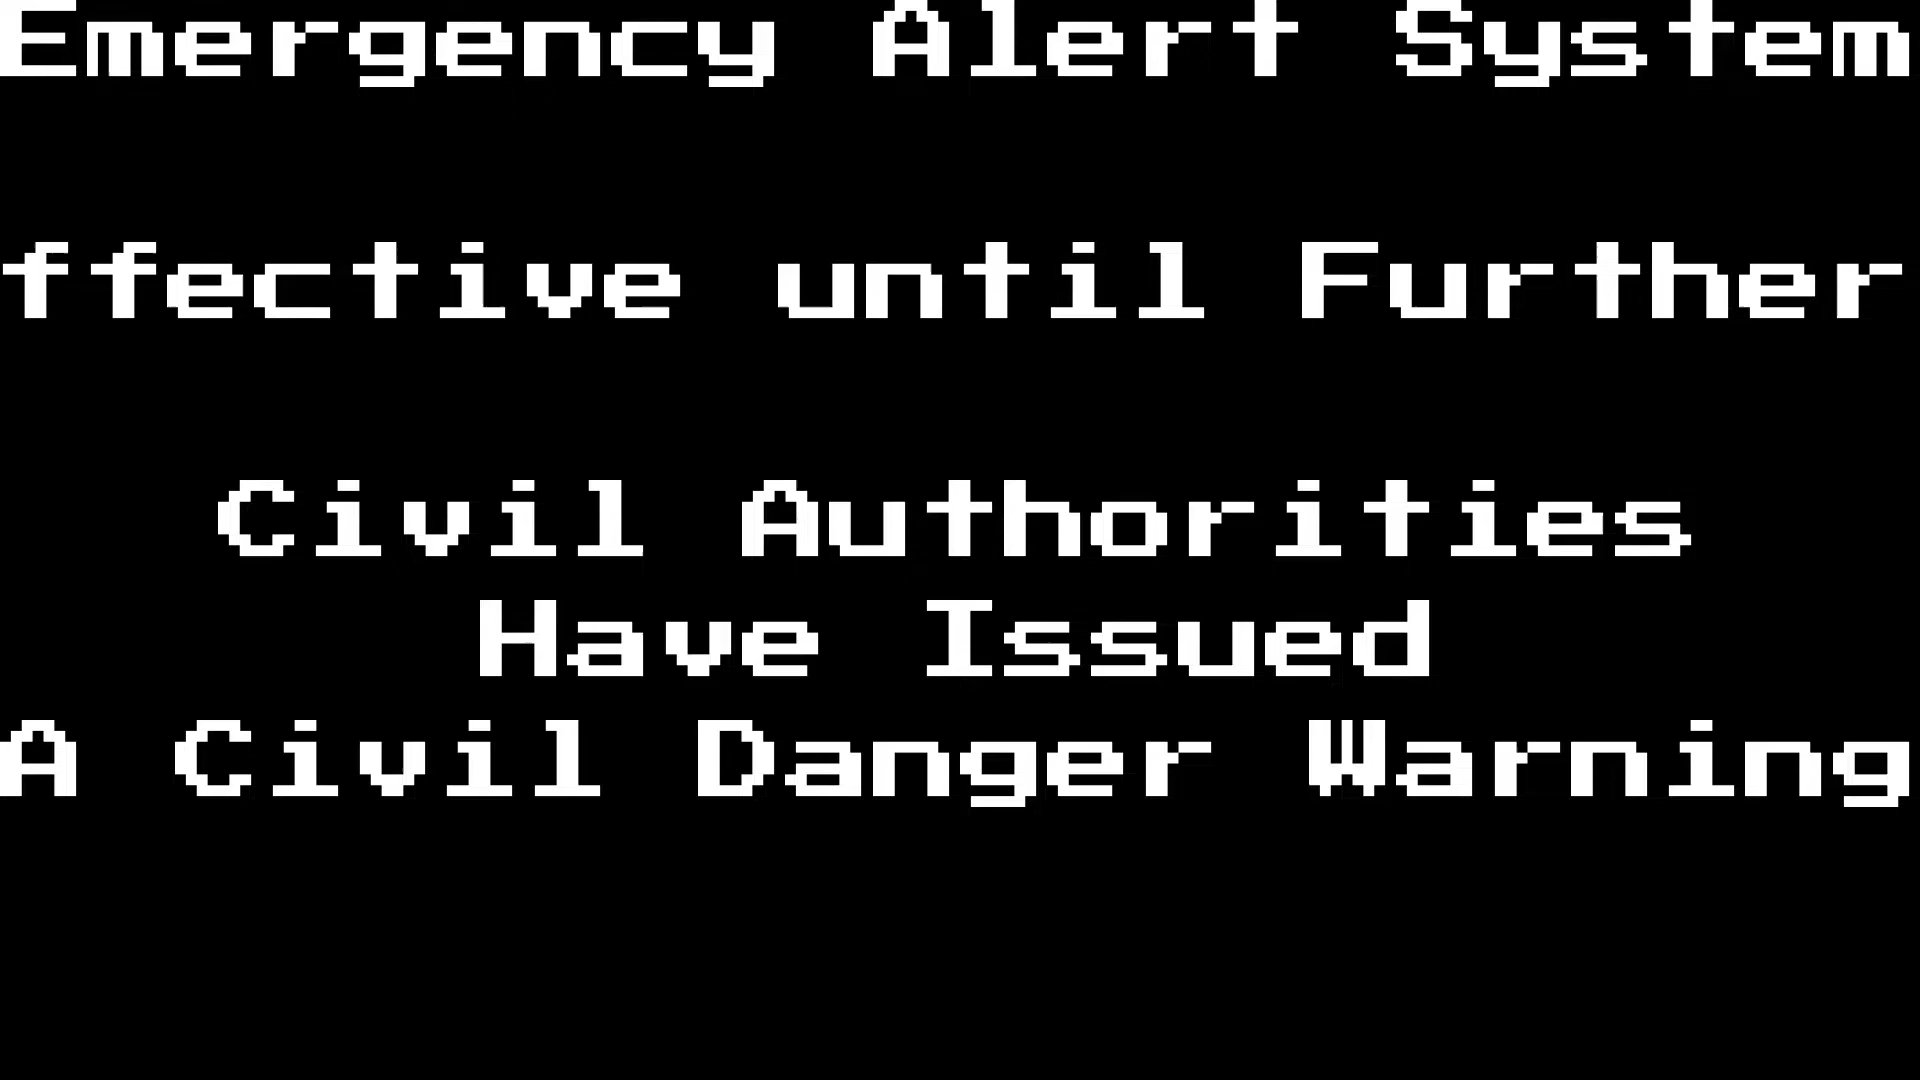 Emergency Alert System
ffective until Further
Civil Authorities
Have Issued
A Civil Danger Warning